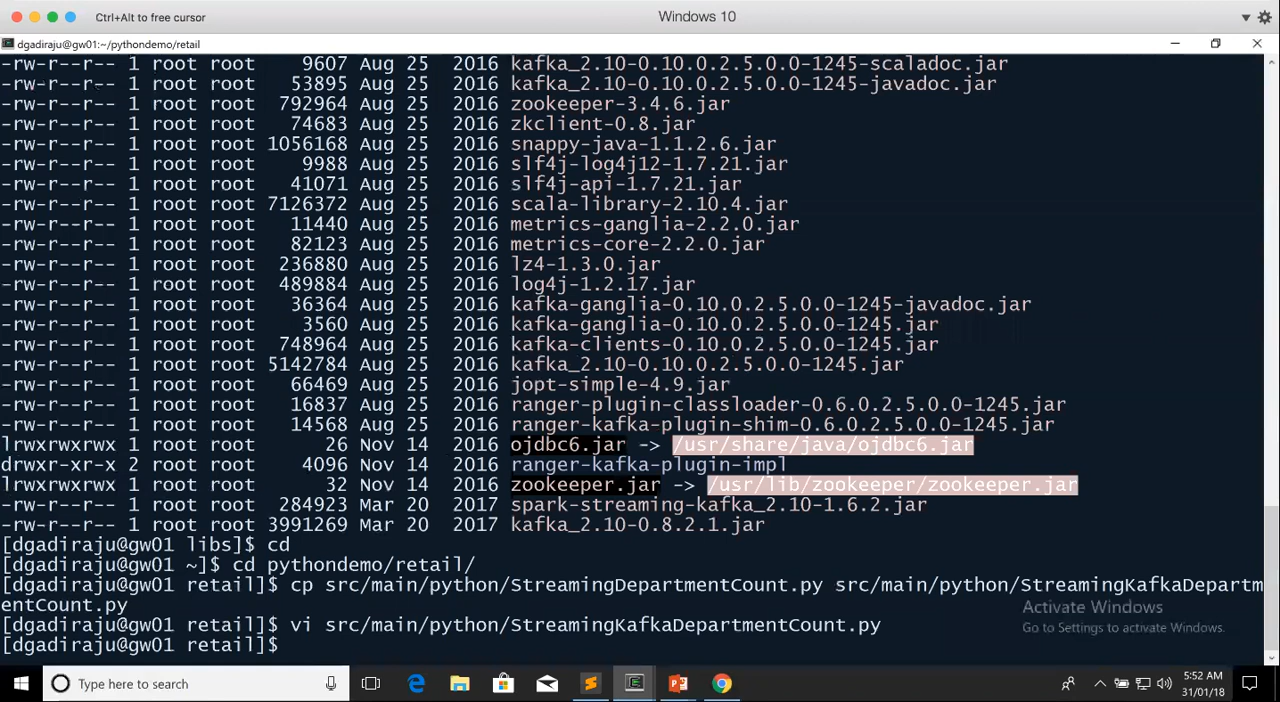 Ctrl+Alt to free cursor
Windows 10
dgadiraju@gw01:~/pythondemo/retail
-rw-r--r-- 1 root root 9607 Aug 25 2016 kafka_2.10-0.10.0.2.5.0.0-1245-scaladoc.jar
-rw-r--r-- 1 root root 53895 Aug 25 2016 kafka_2.10-0.10.0.2.5.0.0-1245-javadoc.jar
-rw-r--r-- 1 root root 792964 Aug 25 2016 zookeeper-3.4.6.jar
-rw-r--r-- 1 root root 74683 Aug 25 2016 zkclient-0.8.jar
-rw-r--r-- 1 root root 1056168 Aug 25 2016 snappy-java-1.1.2.6.jar
-rw-r--r-- 1 root root 9988 Aug 25 2016 slf4j-log4j12-1.7.21.jar
-rw-r--r-- 1 root root 41071 Aug 25 2016 slf4j-api-1.7.21.jar
-rw-r--r-- 1 root root 7126372 Aug 25 2016 scala-library-2.10.4.jar
-rw-r--r-- 1 root root 11440 Aug 25 2016 metrics-ganglia-2.2.0.jar
-rw-r--r-- 1 root root 82123 Aug 25 2016 metrics-core-2.2.0.jar
-rw-r--r-- 1 root root 236880 Aug 25 2016 lz4-1.3.0.jar
-rw-r--r-- 1 root root 489884 Aug 25 2016 log4j-1.2.17.jar
-rw-r--r-- 1 root root 36364 Aug 25 2016 kafka-ganglia-0.10.0.2.5.0.0-1245-javadoc.jar
-rw-r--r-- 1 root root 3560 Aug 25 2016 kafka-ganglia-0.10.0.2.5.0.0-1245.jar
-rw-r--r-- 1 root root 748964 Aug 25 2016 kafka-clients-0.10.0.2.5.0.0-1245.jar
-rw-r--r-- 1 root root 5142784 Aug 25 2016 kafka_2.10-0.10.0.2.5.0.0-1245.jar
-rw-r--r-- 1 root root 66469 Aug 25 2016 jopt-simple-4.9.jar
-rw-r--r-- 1 root root 16837 Aug 25 2016 ranger-plugin-classloader-0.6.0.2.5.0.0-1245.jar
-rw-r--r-- 1 root root 14568 Aug 25 2016 ranger-kafka-plugin-shim-0.6.0.2.5.0.0-1245.jar
lrwxrwxrwx 1 root root 26 Nov 14 2016 ojdbc6.jar -> /usr/share/java/ojdbc6.jar
drwxr-xr-x 2 root root 4096 Nov 14 2016 ranger-kafka-plugin-impl
lrwxrwxrwx 1 root root 32 Nov 14 2016 zookeeper.jar -> /usr/lib/zookeeper/zookeeper.jar
-rw-r--r-- 1 root root 284923 Mar 20 2017 spark-streaming-kafka_2.10-1.6.2.jar
-rw-r--r-- 1 root root 3991269 Mar 20 2017 kafka_2.10-0.8.2.1.jar
[dgadiraju@gw01 libs]$ cd
[dgadiraju@gw01 ~]$ cd pythondemo/retail/
[dgadiraju@gw01 retail]$ cp src/main/python/StreamingDepartmentCount.py src/main/python/StreamingKafkaDepartm
entCount.py
[dgadiraju@gw01 retail]$ vi src/main/python/StreamingKafkaDepartmentCount.py
[dgadiraju@gw01 retail]$
Activate Windows
Go to Settings to activate Windows.
Type here to search
5:52 AM
31/01/18